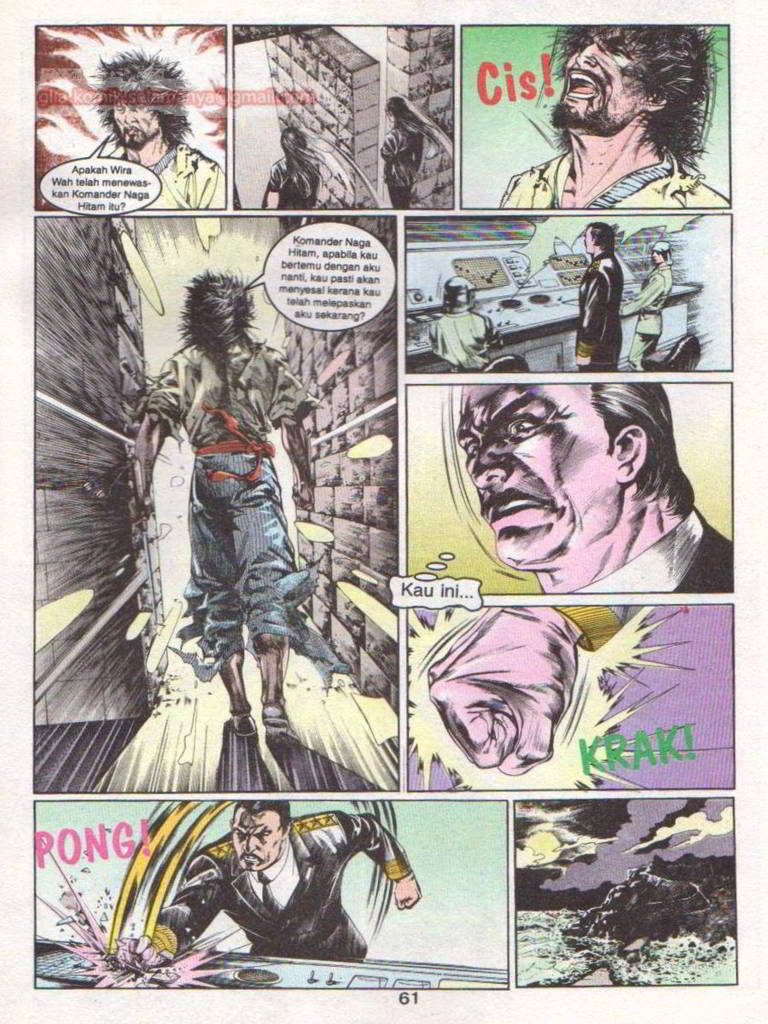 Apakah Wira
Wah telah menewas-
kan Komander Naga
Hitam itu?
Cis!
Komander Naga
Hitam, apabila kau
bertemu dengan aku
nanti, kau pasti akan
menyesal kerana kau
telah melepaskan
aku sekarang?
Kau ini...
KRAK!
PONG!
61